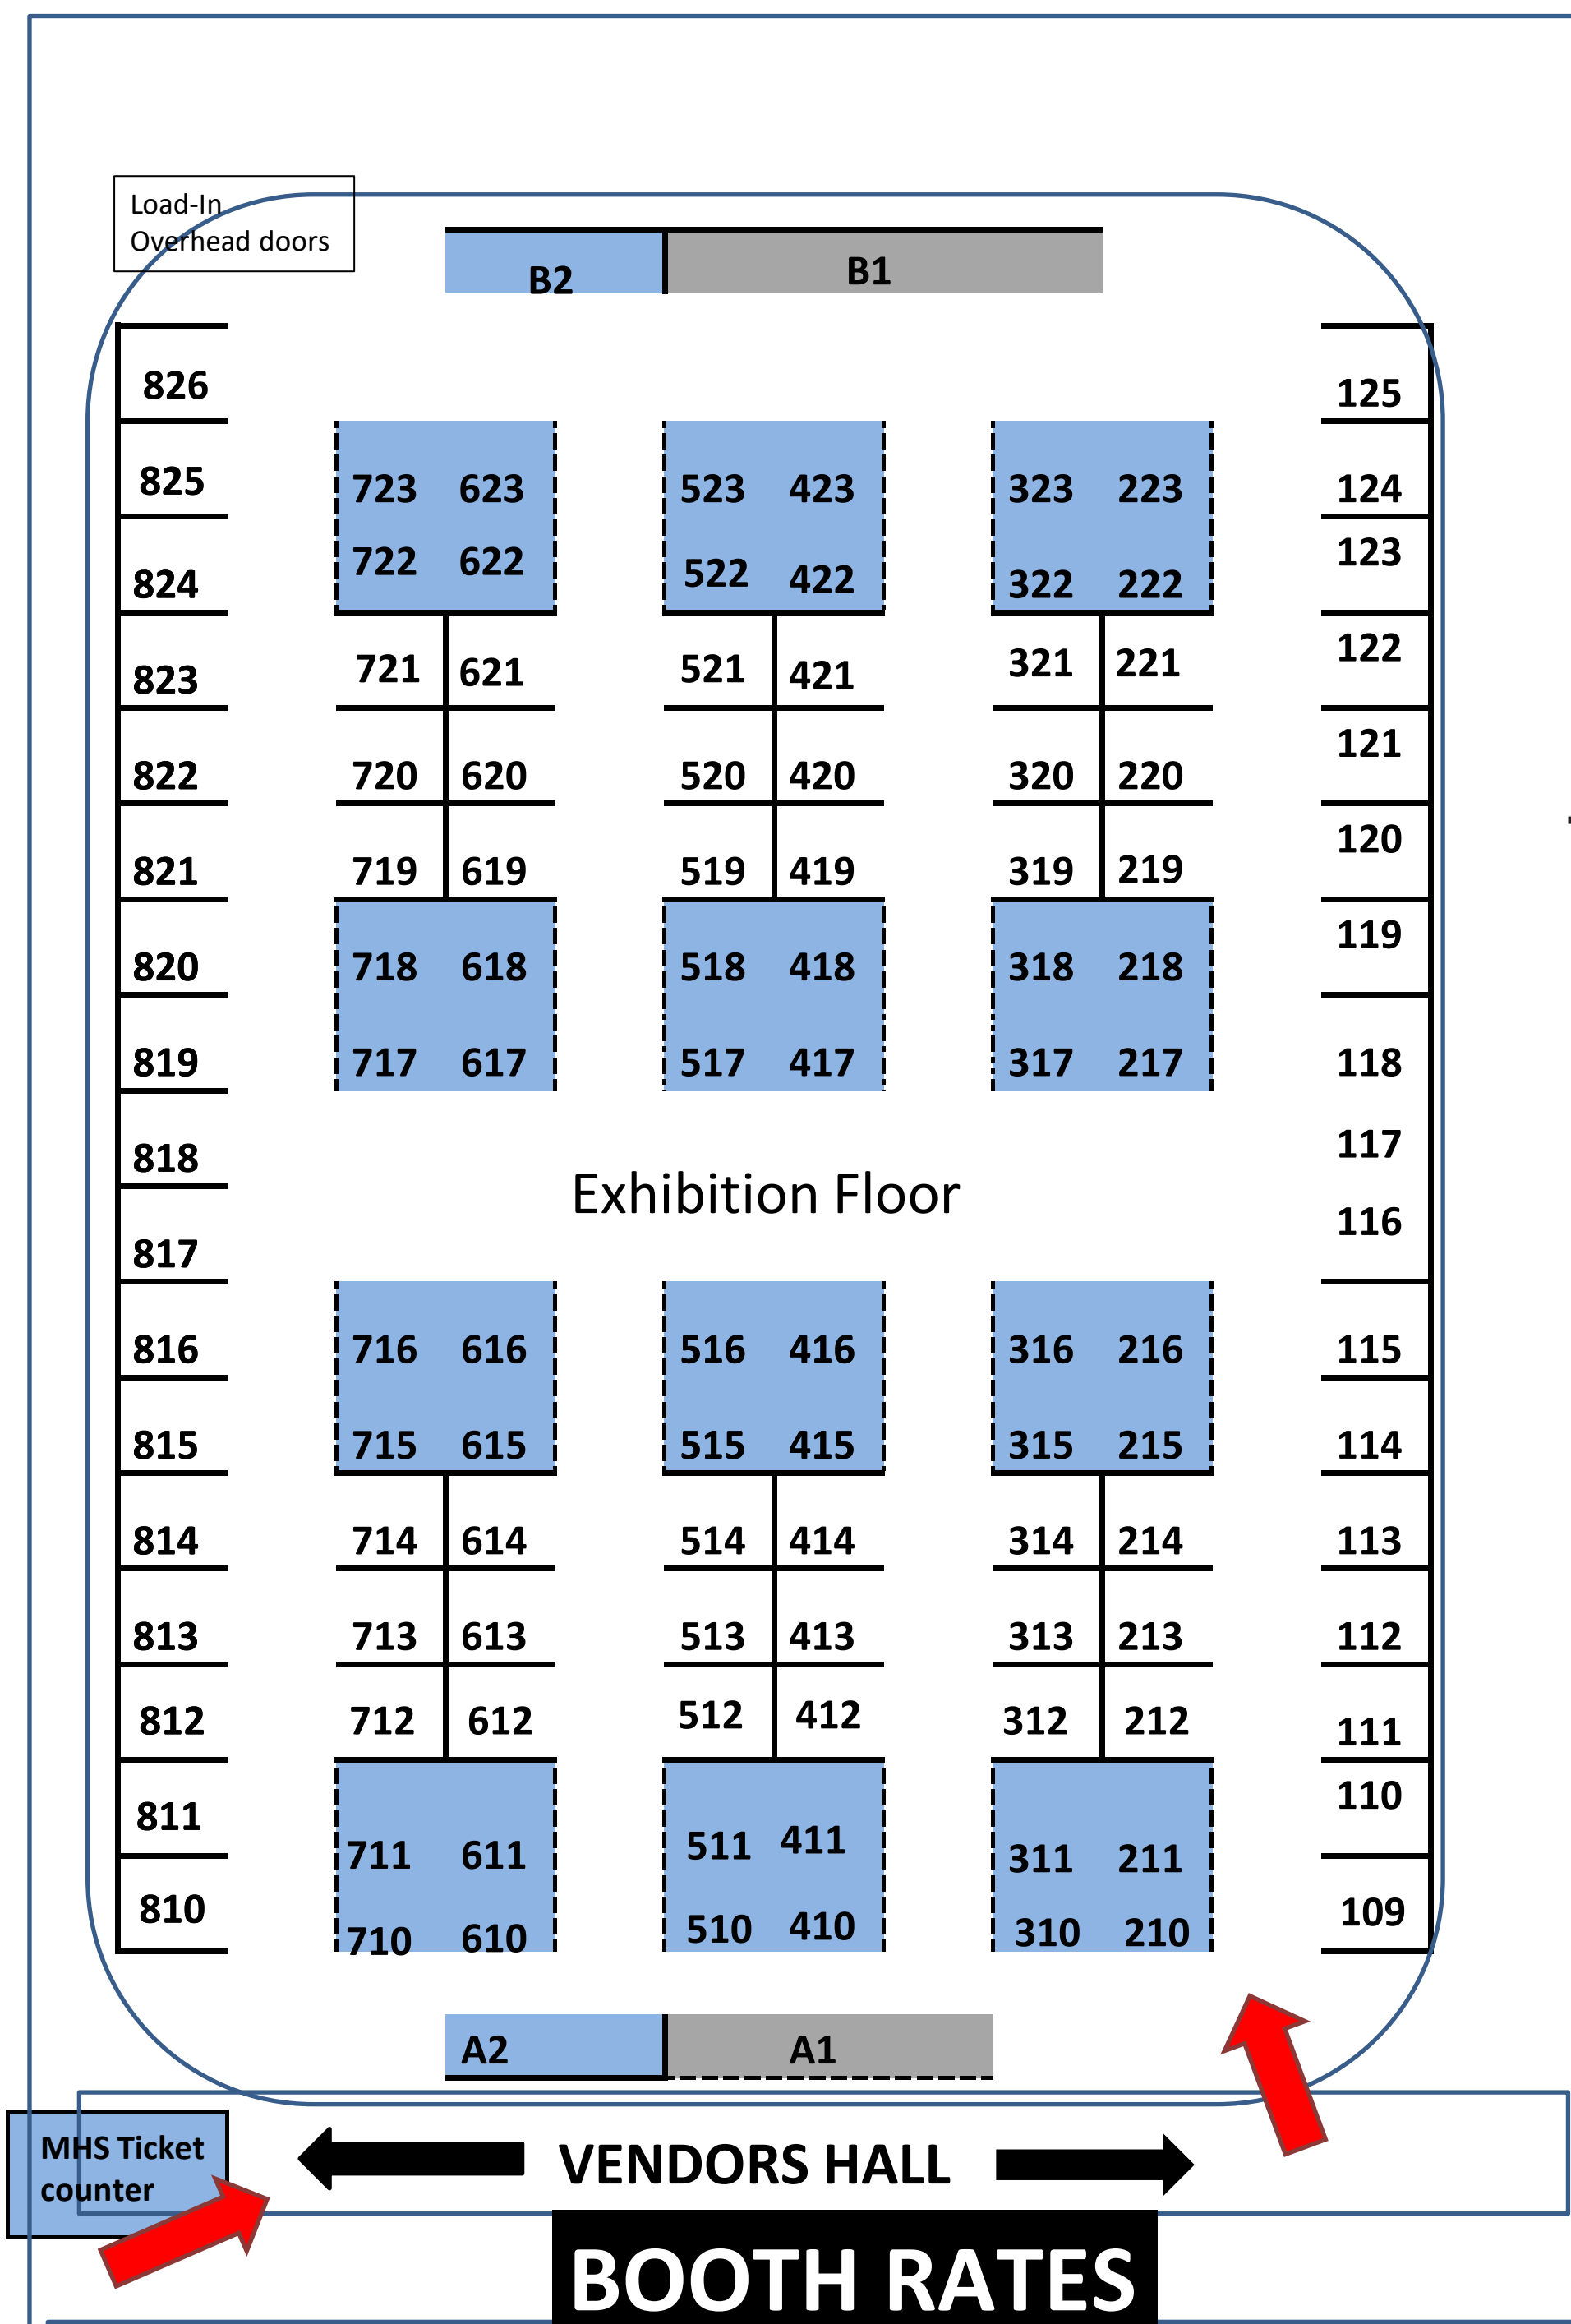 Load-In
Overhead doors
B2 B1
826 125
825 723 623 523 423 323 223 124
722 622 522 422 322 222 123
824
823 721 621 521 421 321 221 122
822 720 620 520 420 320 220 121
821 719 619 519 419 319 219 120
820 718 618 518 418 318 218 119
819 717 617 517 417 317 217 118
818 117
Exhibition Floor
817 116
816 716 616 516 416 316 216 115
815 715 615 515 415 315 215 114
814 714 614 514 414 314 214 113
813 713 613 513 413 313 213 112
812 712 612 512 412 312 212 111
811 110
711 611 511 411 311 211
810 710 610 510 410 310 210 109
A2 A1
MHS Ticket
counter
VENDORS HALL
BOOTH RATES